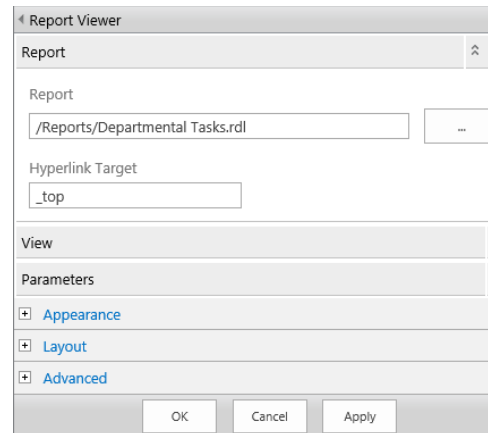 Report Viewer
Report
Report
/Reports/Departmental Tasks.rdl
...
Hyperlink Target
_top
View
Parameters
Appearance
Layout
Advanced
OK Cancel Apply